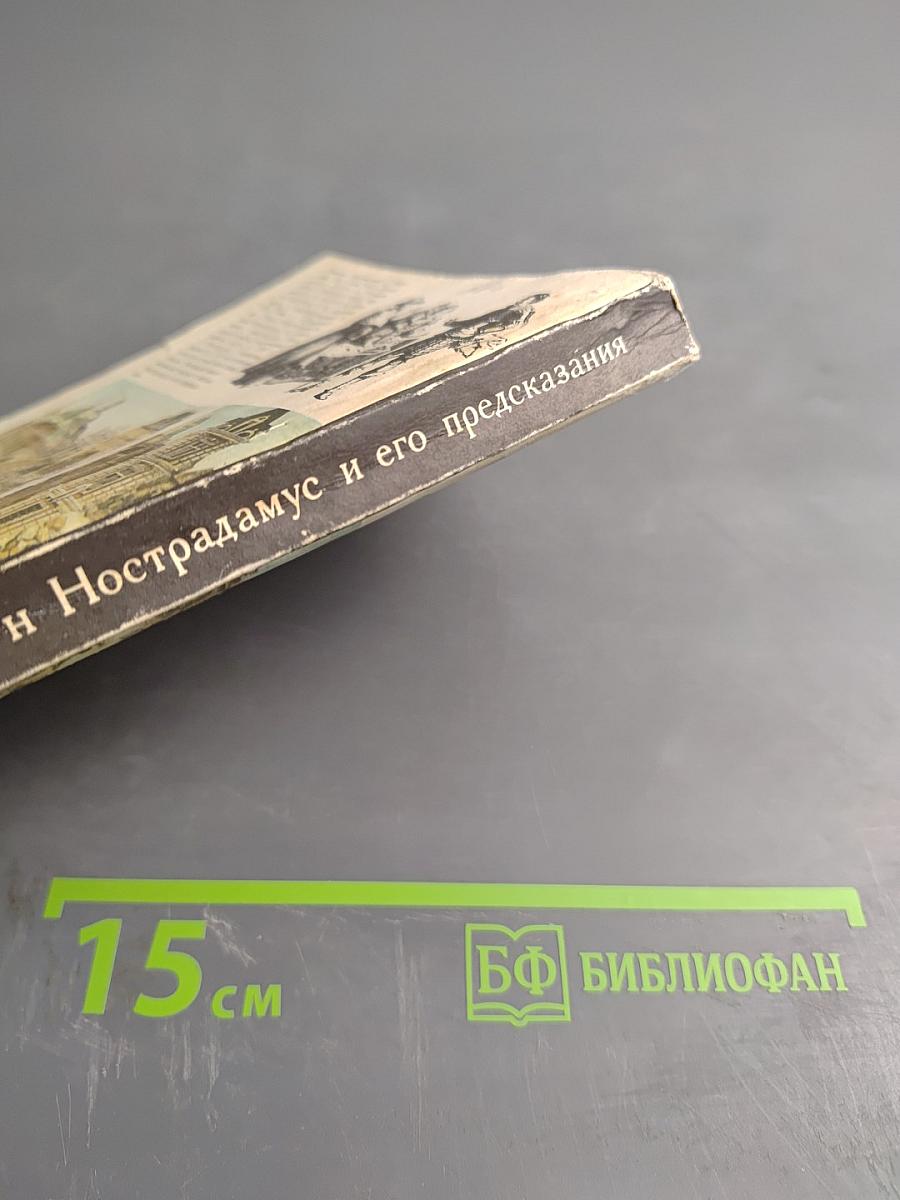 н Нострадамус и его предсказания
15 см
БФ БИБЛИОФАН